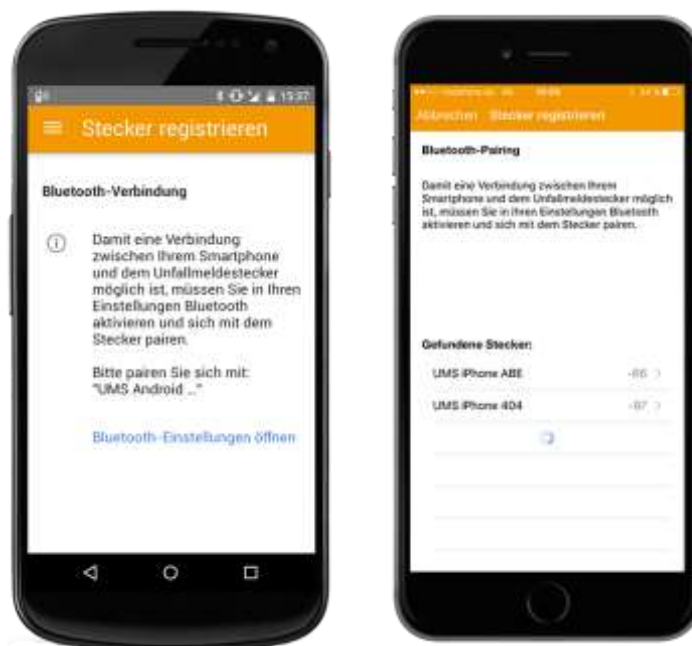 15:37
Stecker registrieren
Bluetooth-Verbindung
Damit eine Verbindung
zwischen Ihrem Smartphone
und dem Unfallmeldestecker
möglich ist, müssen Sie in Ihren
Einstellungen Bluetooth
aktivieren und sich mit dem
Stecker pairen.
Bitte pairen Sie sich mit:
"UMS Android ..."
Bluetooth-Einstellungen öffnen
Abbrechen Stecker registrieren
Bluetooth-Pairing
Damit eine Verbindung zwischen Ihrem
Smartphone und dem Unfallmeldestecker möglich
ist, müssen Sie in Ihren Einstellungen Bluetooth
aktivieren und sich mit dem Stecker pairen.
Gefundene Stecker:
UMS iPhone ABE
UMS iPhone 404